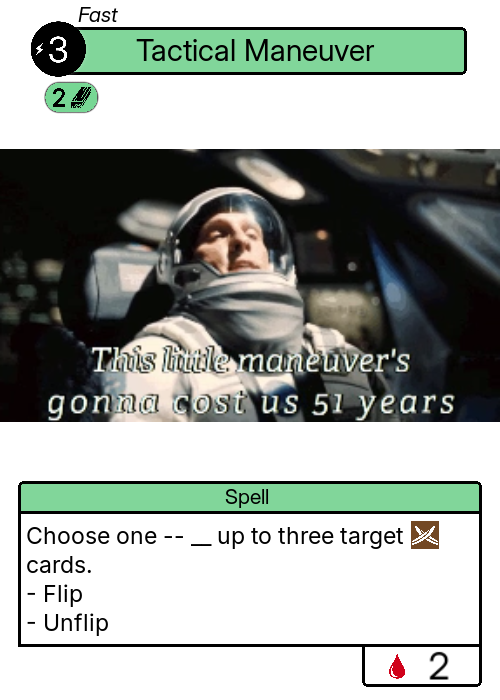 Fast
3
Tactical Maneuver
2
This little maneuver's
gonna cost us 51 years
Spell
Choose one -- __ up to three target
cards.
- Flip
- Unflip
2